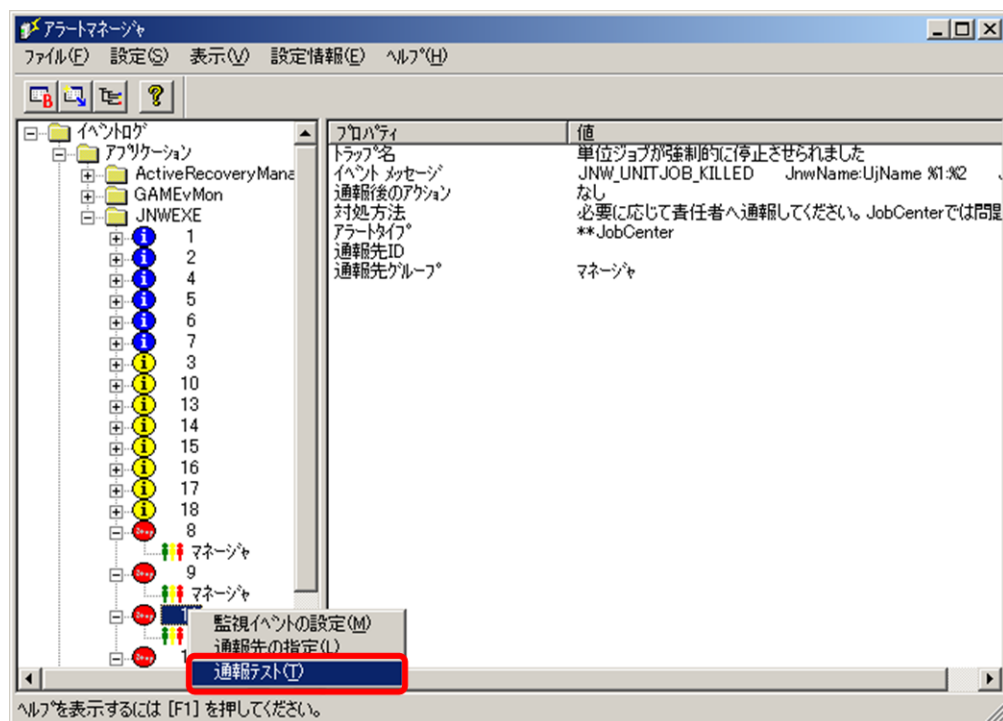 アラートマネージャ
ファイル(F) 設定(S) 表示(V) 設定情報(E) ヘルプ(H)
イベントログ
アプリケーション
ActiveRecoveryMana
GAMEvMon
JNWEXE
1
2
4
5
6
7
3
10
13
14
15
16
17
18
8
マネージャ
9
マネージャ
1
1
プロパティ 値
トラップ名 単位ジョブが強制的に停止させられました
イベント メッセージ JNW_UNITJOB_KILLED JnwName:UjName %1:%2 J
通報後のアクション なし
対処方法 必要に応じて責任者へ通報してください。JobCenterでは問題
アラートタイプ **JobCenter
通報先ID
通報先グループ マネージャ
監視イベントの設定(M)
通報先の指定(L)
通報テスト(T)
ヘルプを表示するには [F1] を押してください。